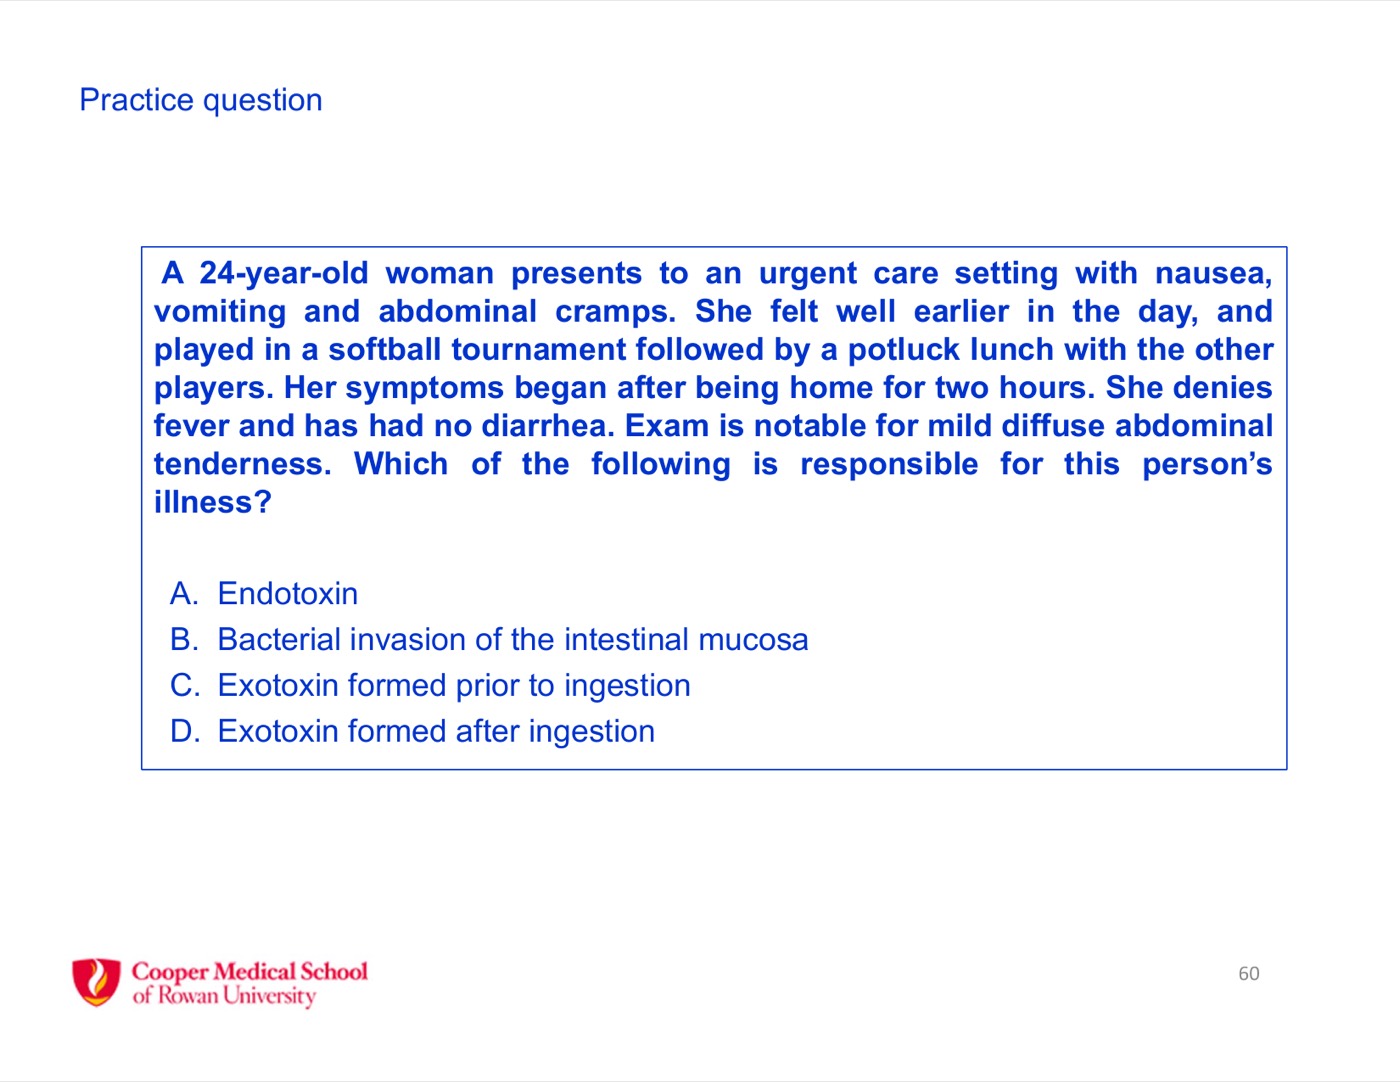 Practice question
A 24-year-old woman presents to an urgent care setting with nausea,
vomiting and abdominal cramps. She felt well earlier in the day, and
played in a softball tournament followed by a potluck lunch with the other
players. Her symptoms began after being home for two hours. She denies
fever and has had no diarrhea. Exam is notable for mild diffuse abdominal
tenderness. Which of the following is responsible for this person’s
illness?
A. Endotoxin
B. Bacterial invasion of the intestinal mucosa
C. Exotoxin formed prior to ingestion
D. Exotoxin formed after ingestion
Cooper Medical School
of Rowan University
60